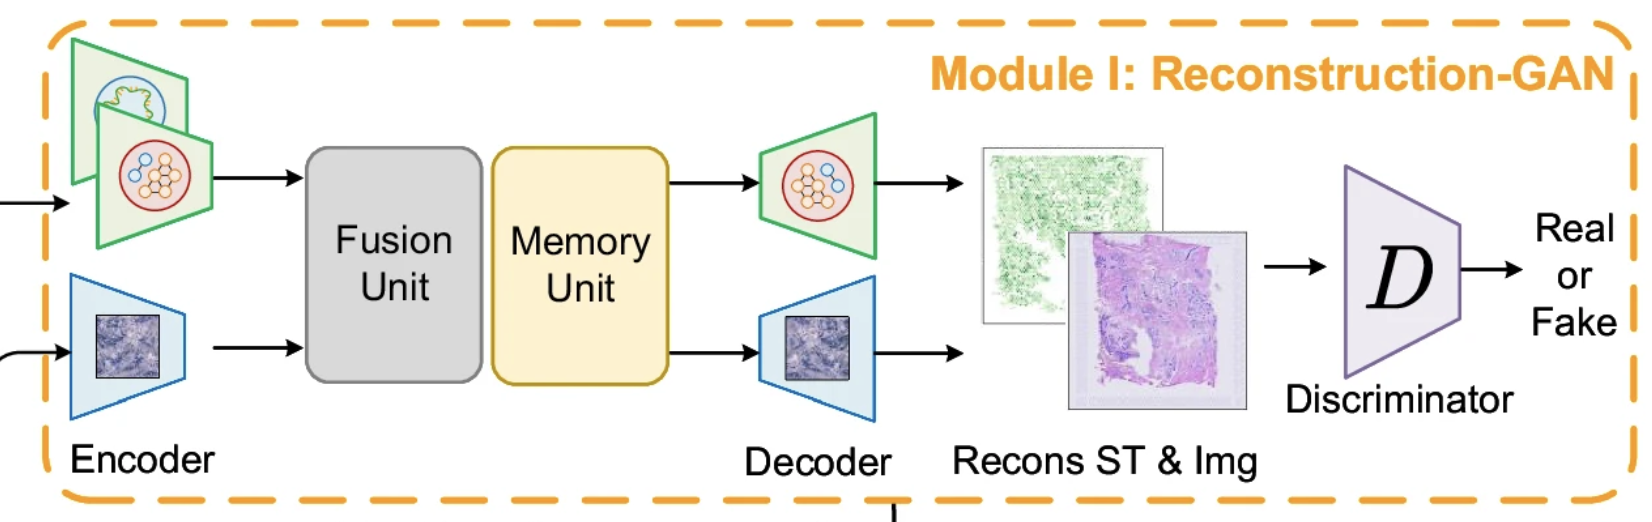 Module I: Reconstruction-GAN
Fusion
Unit
Memory
Unit
D
Real
or
Fake
Discriminator
Encoder
Decoder
Recons ST & Img